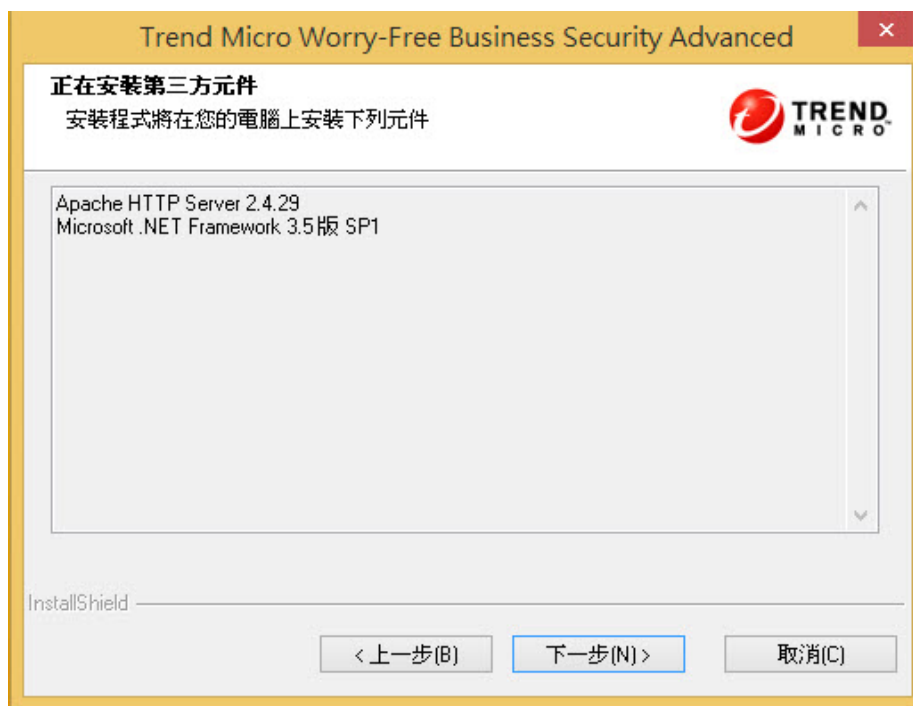 Trend Micro Worry-Free Business Security Advanced
正在安裝第三方元件
安裝程式將在您的電腦上安裝下列元件
TREND
MICRO
Apache HTTP Server 2.4.29
Microsoft .NET Framework 3.5版 SP1
InstallShield
<上一步(B)
下一步(N)>
取消(C)